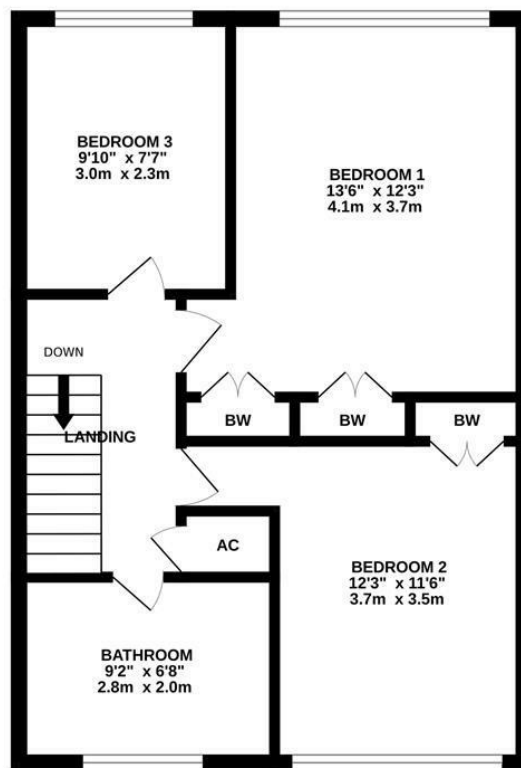 BEDROOM 3
9'10" x 7'7"
3.0m x 2.3m
BEDROOM 1
13'6" x 12'3"
4.1m x 3.7m
DOWN
LANDING
BW
BW
BW
AC
BEDROOM 2
12'3" x 11'6"
3.7m x 3.5m
BATHROOM
9'2" x 6'8"
2.8m x 2.0m